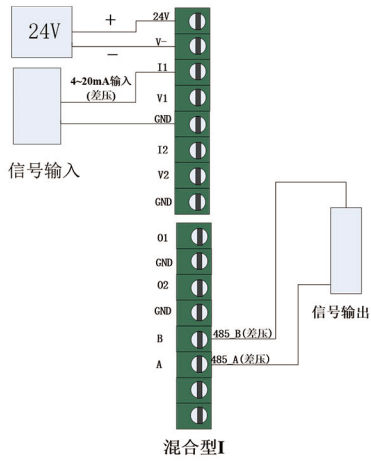 24V
+
−
24V
V-
I1
4~20mA输入
(差压)
V1
GND
I2
V2
GND
信号输入
O1
GND
O2
GND
B
485_B(差压)
A
485_A(差压)
信号输出
混合型I